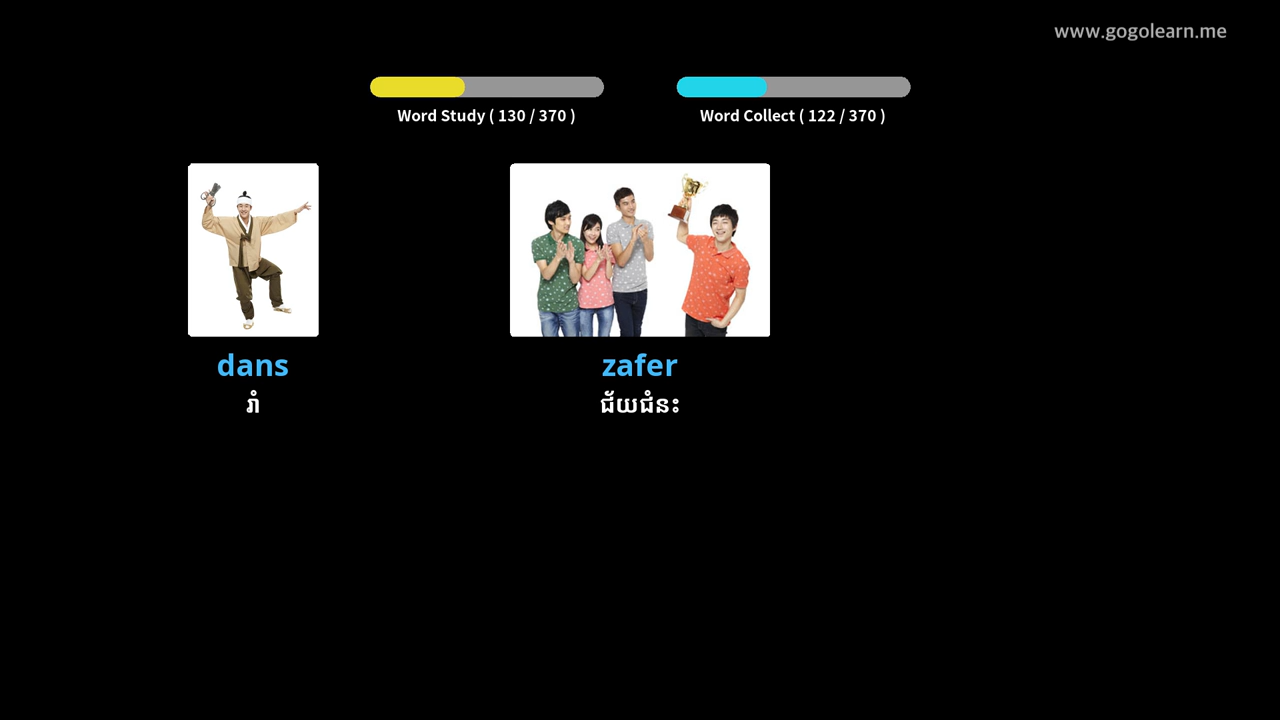 www.gogolearn.me
Word Study ( 130 / 370 )
Word Collect ( 122 / 370 )
dans
រាំ
zafer
ជ័យជំនះ